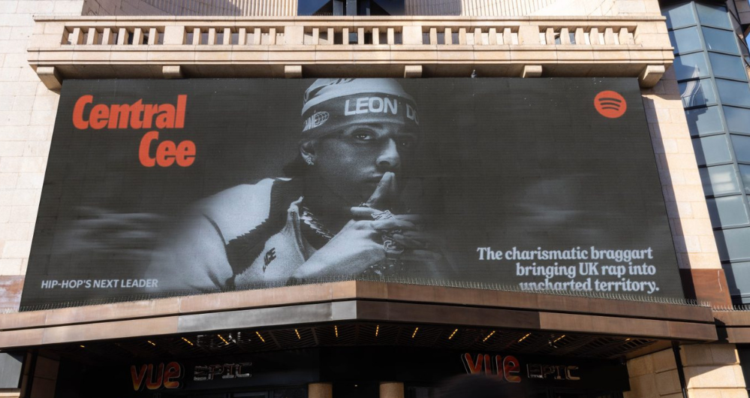 Central
Cee
LEON
HIP-HOP'S NEXT LEADER
The charismatic braggart
bringing UK rap into
uncharted territory.
VUE EPIC
VUE EPIC